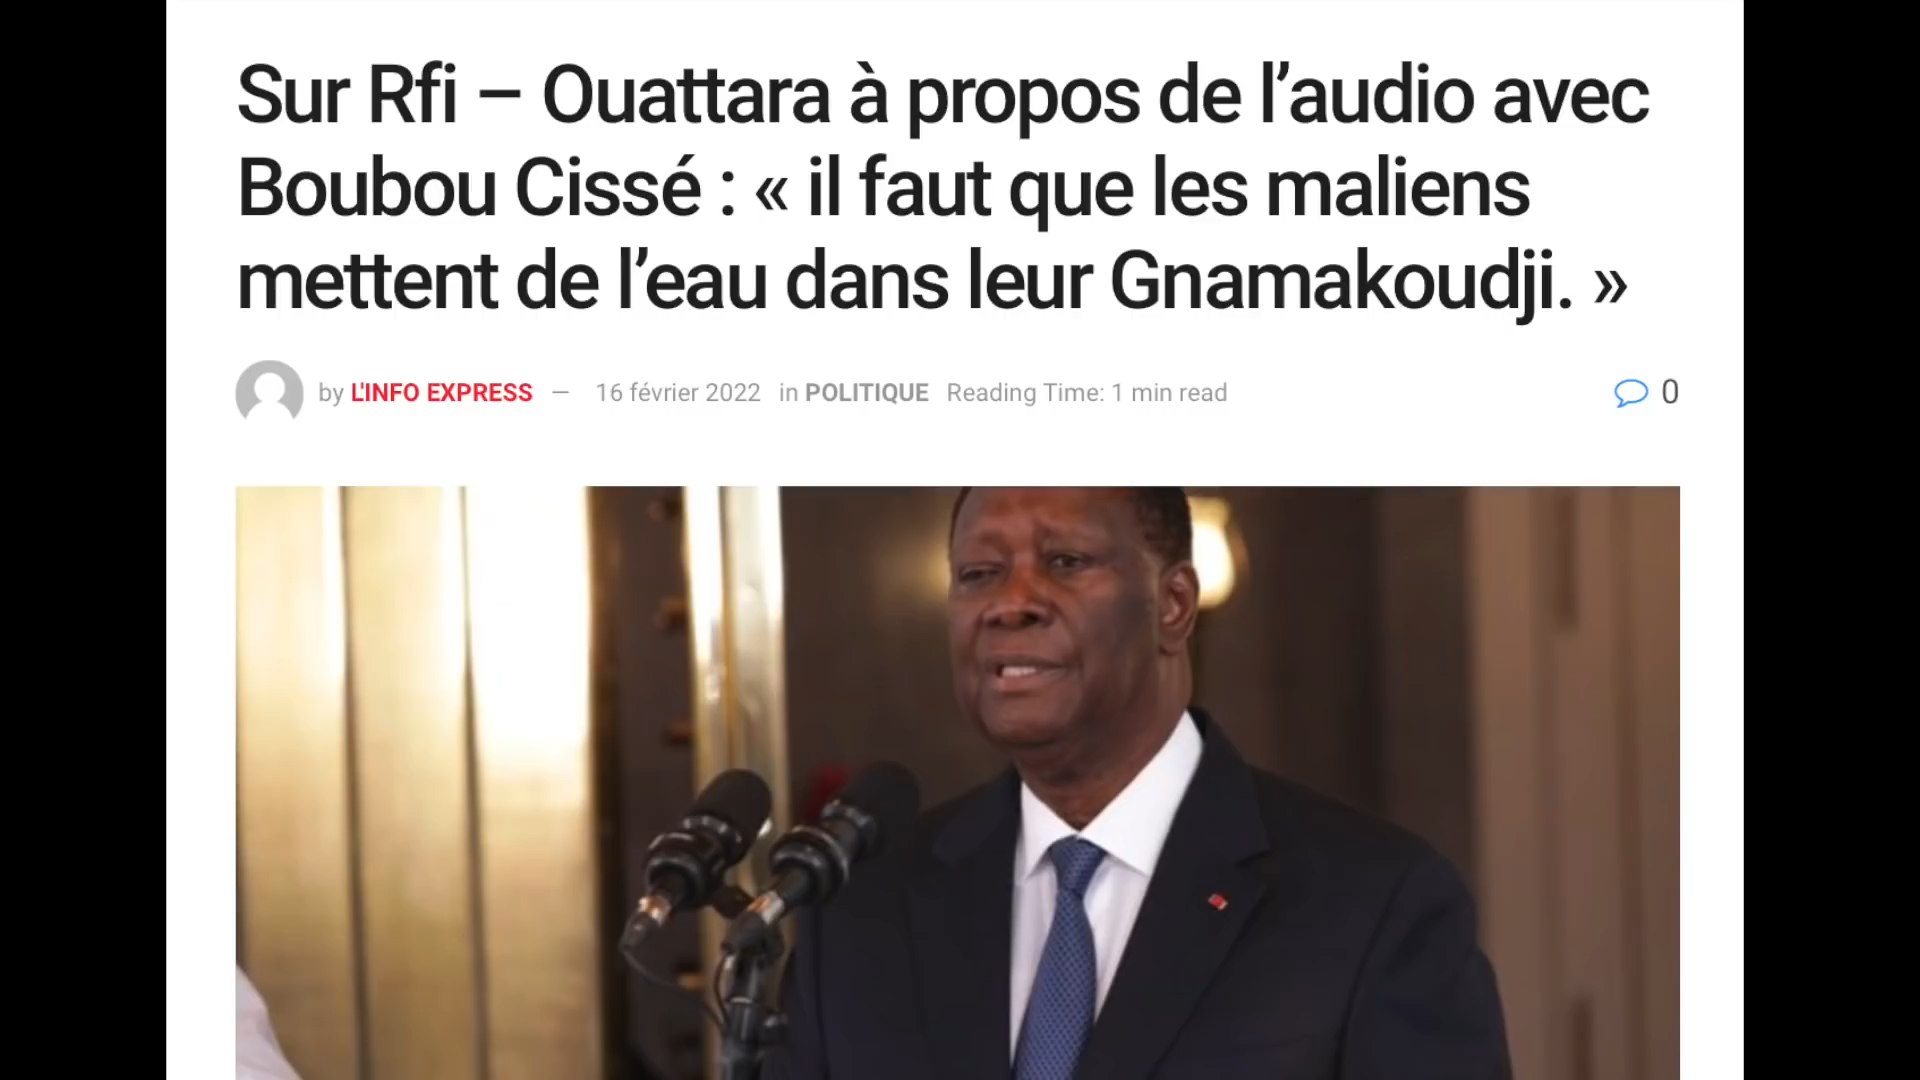 Sur Rfi – Ouattara à propos de l’audio avec
Boubou Cissé : « il faut que les maliens
mettent de l’eau dans leur Gnamakoudji. »
by L'INFO EXPRESS — 16 février 2022 in POLITIQUE Reading Time: 1 min read 0